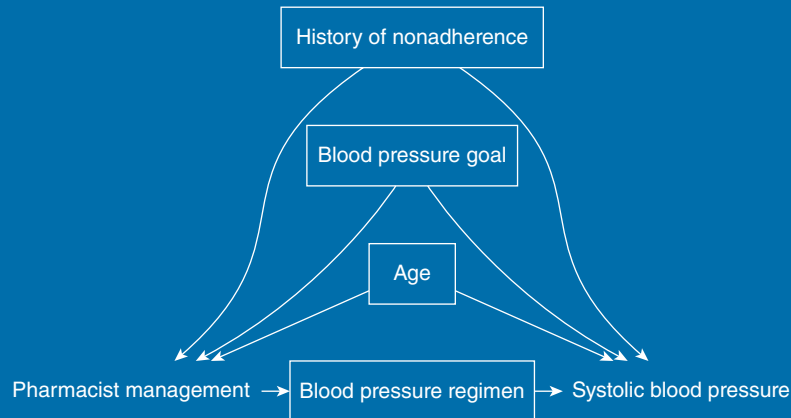 History of nonadherence
Blood pressure goal
Age
Pharmacist management
Blood pressure regimen
Systolic blood pressure